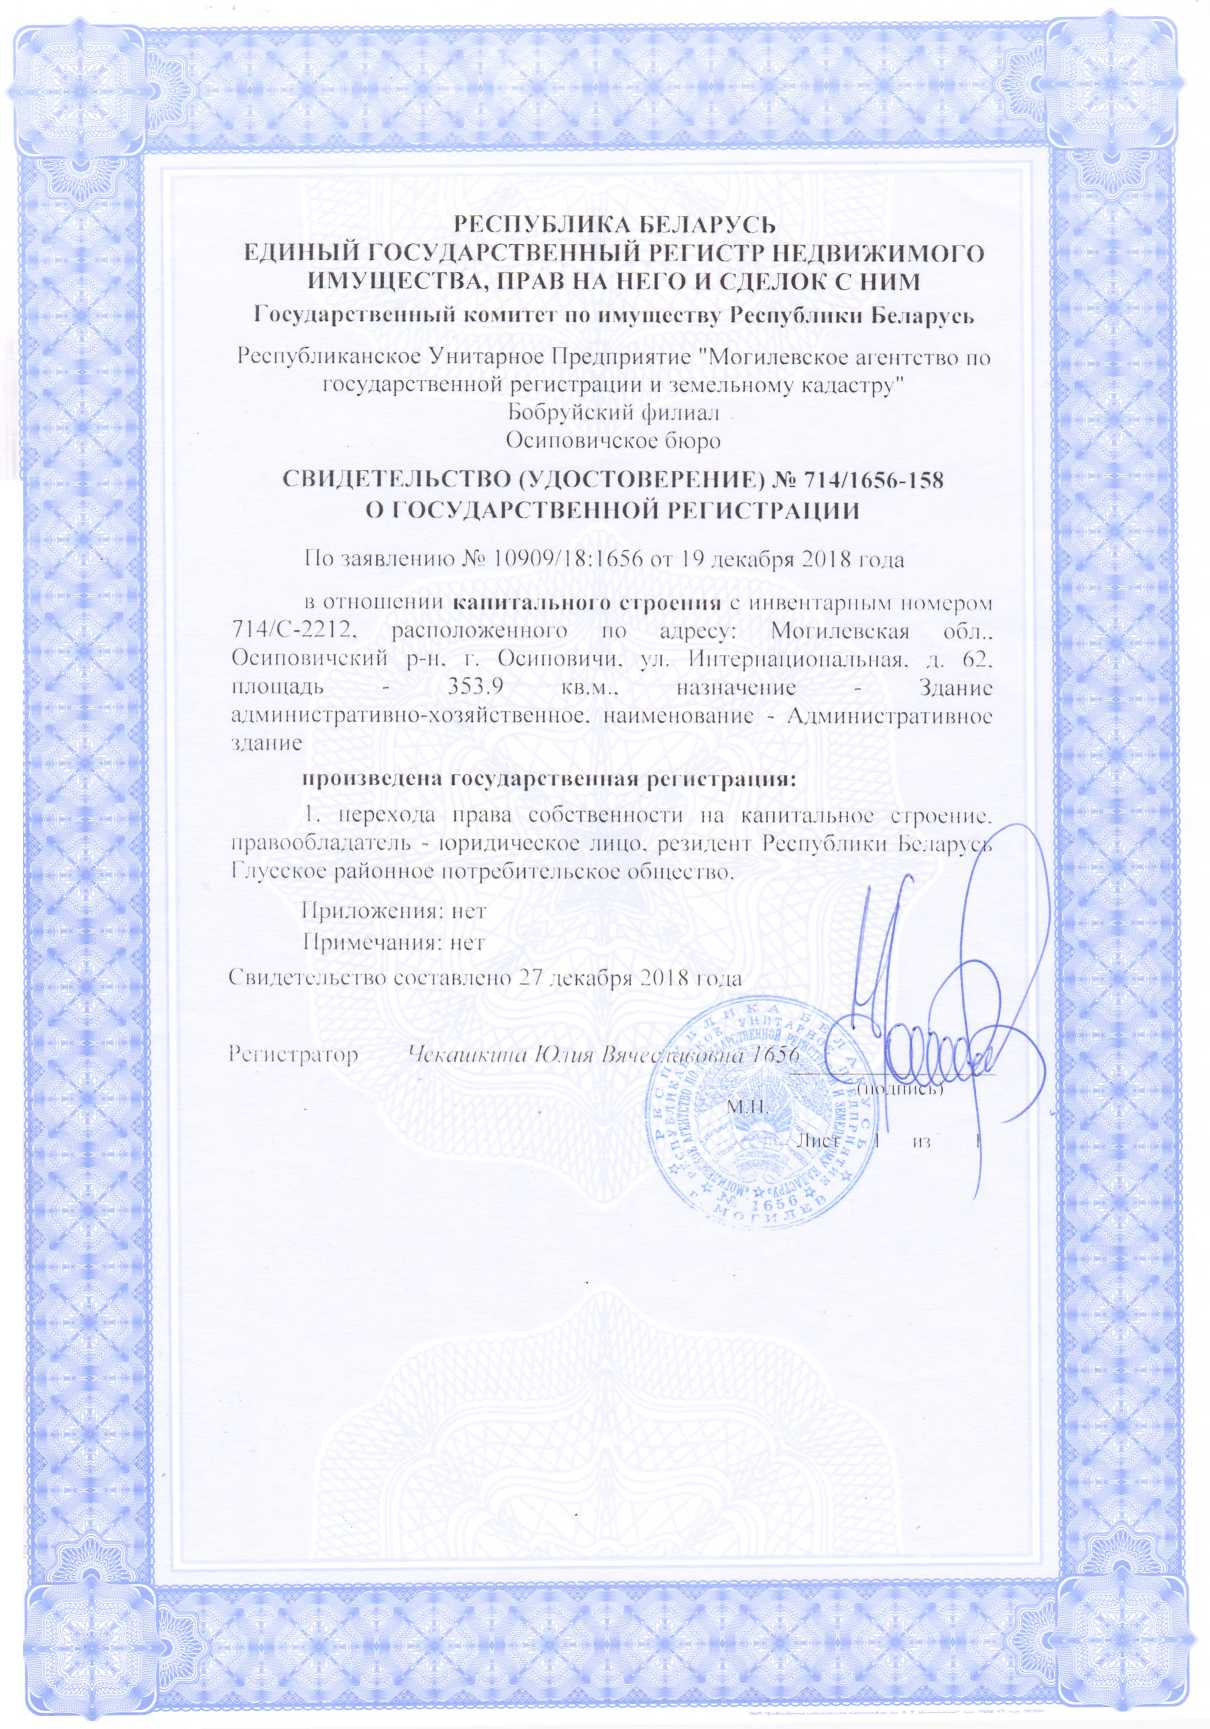 РЕСПУБЛИКА БЕЛАРУСЬ
ЕДИНЫЙ ГОСУДАРСТВЕННЫЙ РЕГИСТР НЕДВИЖИМОГО
ИМУЩЕСТВА, ПРАВ НА НЕГО И СДЕЛОК С НИМ
Государственный комитет по имуществу Республики Беларусь
Республиканское Унитарное Предприятие "Могилевское агентство по
государственной регистрации и земельному кадастру"
Бобруйский филиал
Осиповичское бюро
СВИДЕТЕЛЬСТВО (УДОСТОВЕРЕНИЕ) № 714/1656-158
О ГОСУДАРСТВЕННОЙ РЕГИСТРАЦИИ
По заявлению № 10909/18:1656 от 19 декабря 2018 года
в отношении капитального строения с инвентарным номером
714/С-2212, расположенного по адресу: Могилевская обл.,
Осиповичский р-н, г. Осиповичи, ул. Интернациональная, д. 62,
площадь - 353.9 кв.м., назначение - Здание
административно-хозяйственное, наименование - Административное
здание
произведена государственная регистрация:
1. перехода права собственности на капитальное строение,
правообладатель - юридическое лицо, резидент Республики Беларусь
Глусское районное потребительское общество.
Приложения: нет
Примечания: нет
Свидетельство составлено 27 декабря 2018 года
Регистратор Чекашкина Юлия Вячеславовна 1656
(подпись)
М.П.
Лист 1 из 1
РЕСПУБЛИКА БЕЛАРУСЬ
г. МОГИЛЕВ
№ 1656